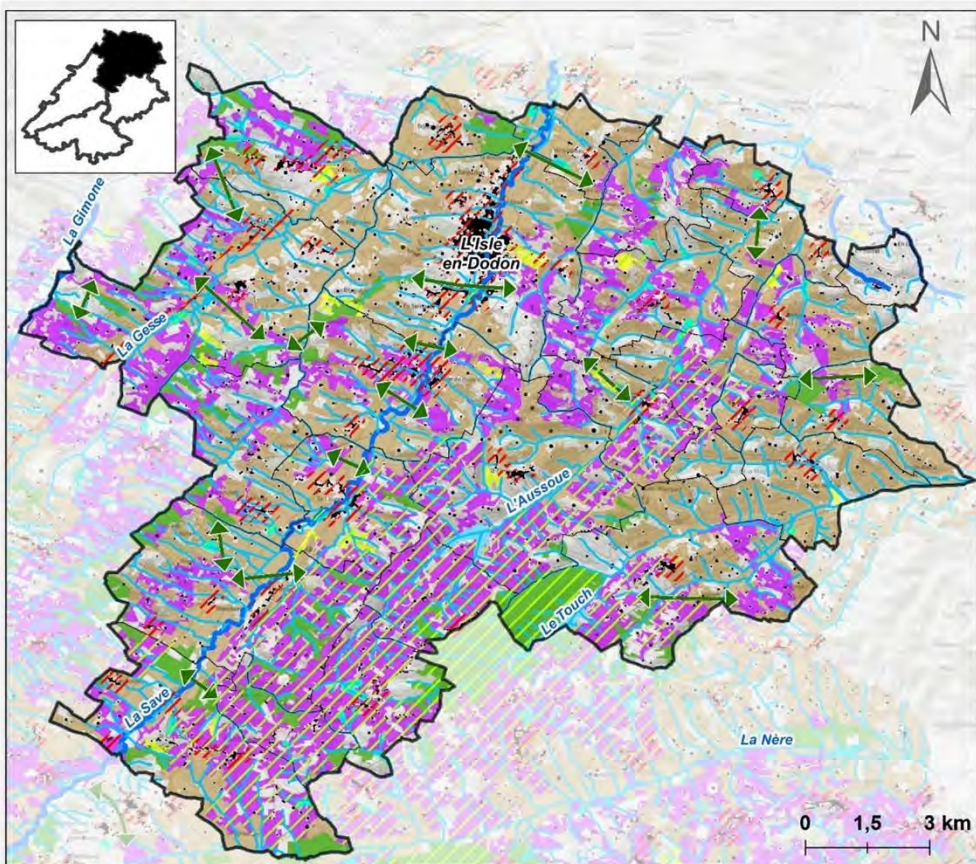 N
La Gimone
L'Isle
en-Dodon
La Gesse
L'Aussoue
Le Touch
La Save
La Nère
0 1,5 3 km